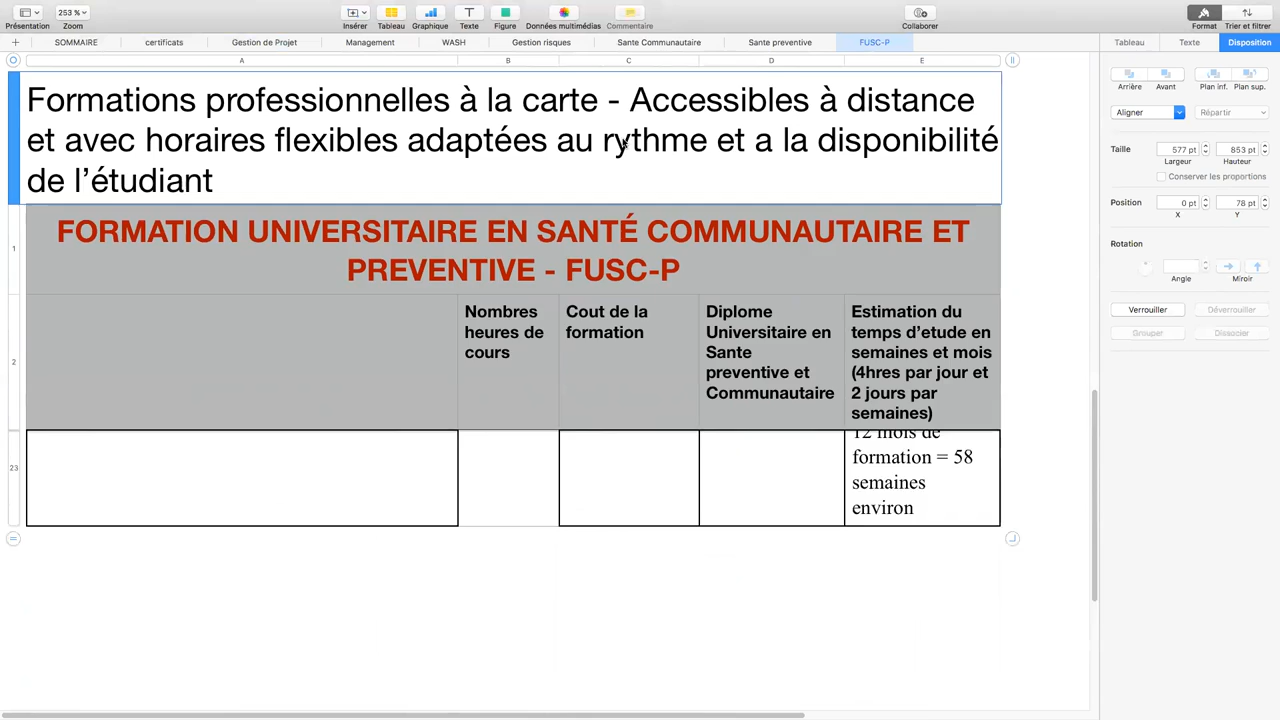 253 %
Présentation
Zoom
Insérer
Tableau
Graphique
Texte
Figure
Données multimédias
Commentaire
Collaborer
Format
Trier et filtrer
SOMMAIRE
certificats
Gestion de Projet
Management
WASH
Gestion risques
Sante Communautaire
Sante preventive
FUSC-P
Tableau
Texte
Disposition
A
B
C
D
E
Formations professionnelles à la carte - Accessibles à distance
et avec horaires flexibles adaptées au rythme et a la disponibilité
de l’étudiant
1
FORMATION UNIVERSITAIRE EN SANTÉ COMMUNAUTAIRE ET
PREVENTIVE - FUSC-P
2
Nombres
heures de
cours
Cout de la
formation
Diplome
Universitaire en
Sante
preventive et
Communautaire
Estimation du
temps d’etude en
semaines et mois
(4hres par jour et
2 jours par
semaines)
23
12 mois de
formation = 58
semaines
environ
Arrière
Avant
Plan inf.
Plan sup.
Aligner
Répartir
Taille
577 pt
853 pt
Largeur
Hauteur
Conserver les proportions
Position
0 pt
78 pt
X
Y
Rotation
Angle
Miroir
Verrouiller
Déverrouiller
Grouper
Dissocier